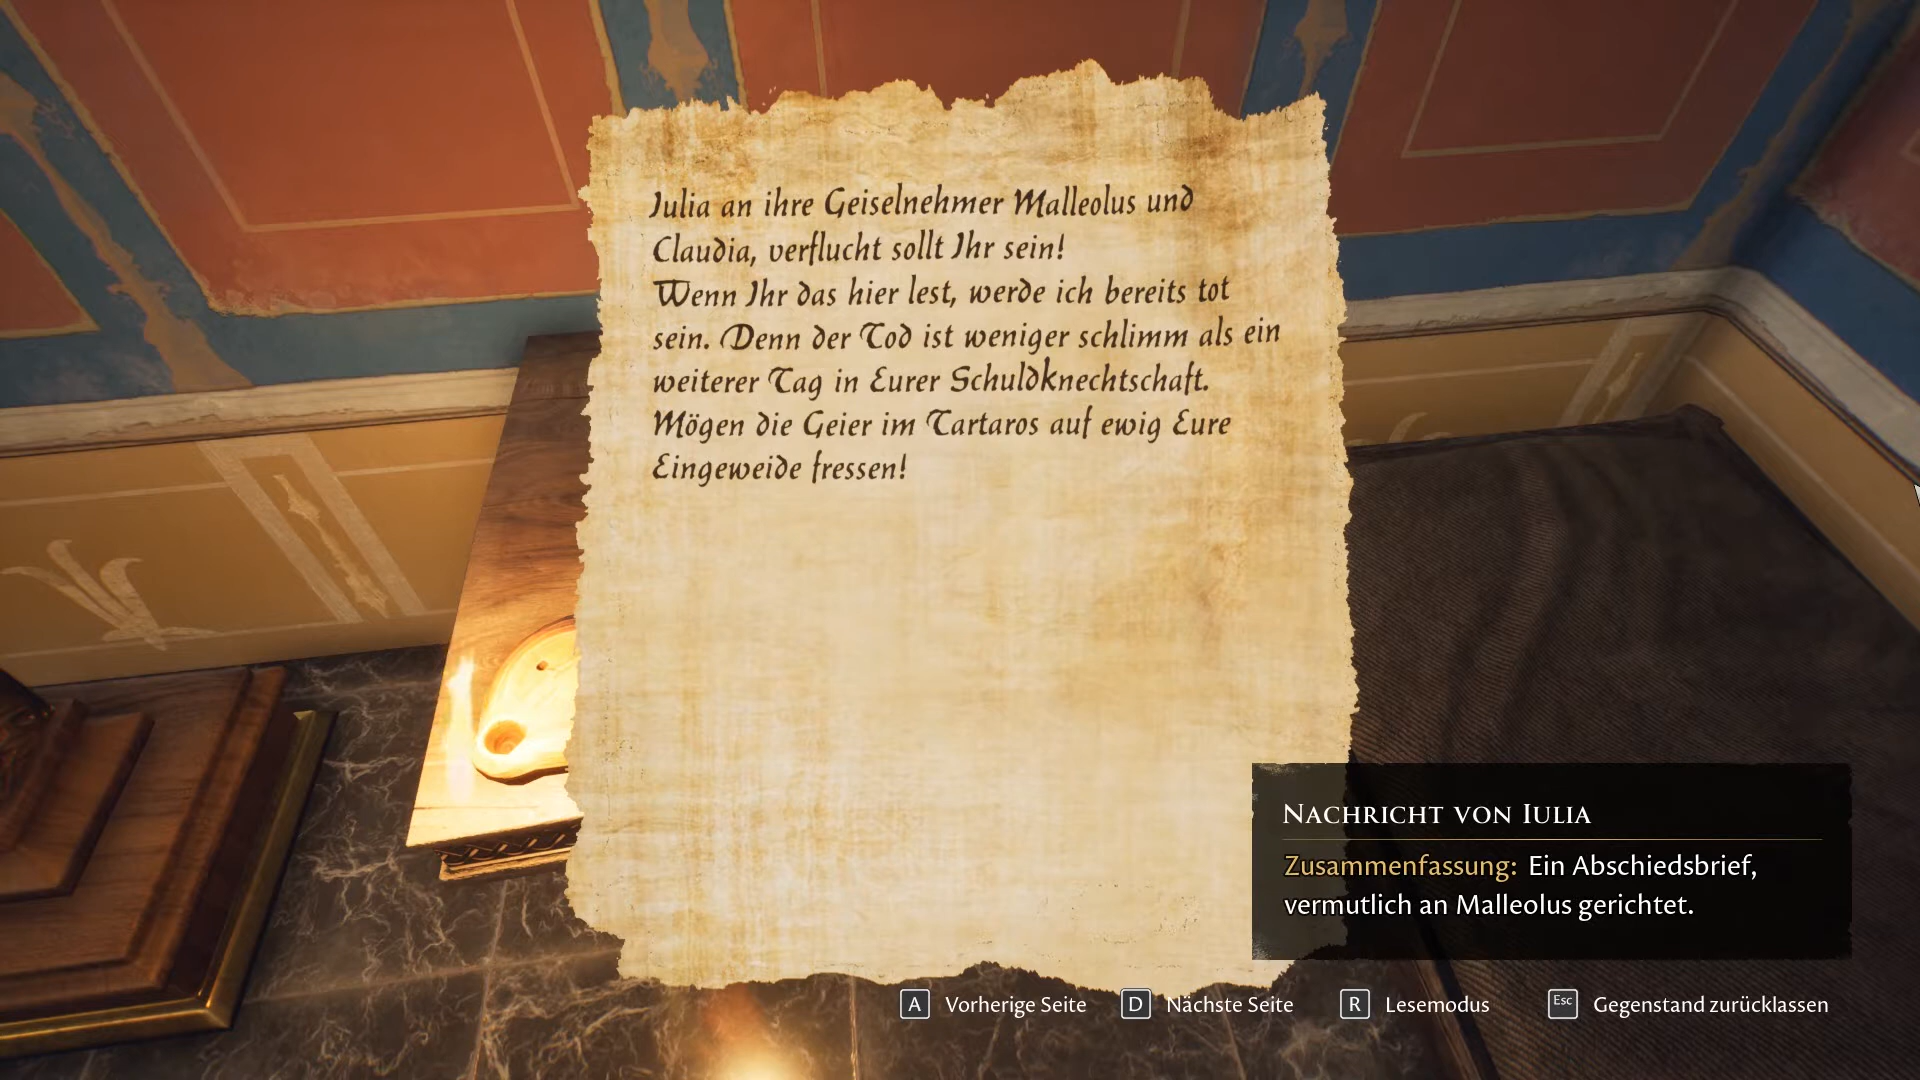 Iulia an ihre Geiselnehmer Malleolus und
Claudia, verflucht sollt Ihr sein!
Wenn Ihr das hier lest, werde ich bereits tot
sein. Denn der Tod ist weniger schlimm als ein
weiterer Tag in Eurer Schuldknechtschaft.
Mögen die Geier im Tartaros auf ewig Eure
Eingeweide fressen!
Nachricht von Iulia
Zusammenfassung: Ein Abschiedsbrief,
vermutlich an Malleolus gerichtet.
A Vorherige Seite D Nächste Seite R Lesemodus Esc Gegenstand zurücklassen